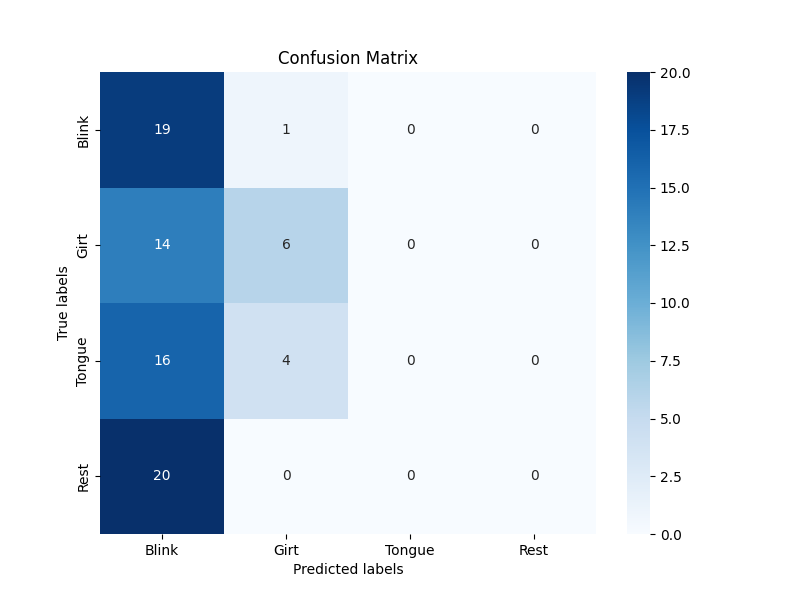 Confusion Matrix
True labels
Blink 19 1 0 0
Girt 14 6 0 0
Tongue 16 4 0 0
Rest 20 0 0 0
Blink Girt Tongue Rest
Predicted labels
20.0
17.5
15.0
12.5
10.0
7.5
5.0
2.5
0.0